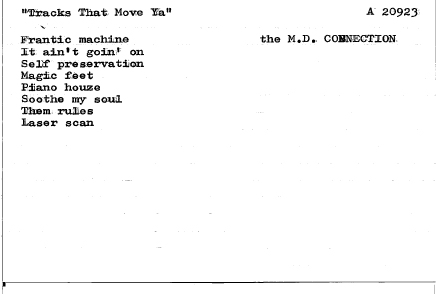 "Tracks That Move Ya" A 20923
Frantic machine the M.D. CONNECTION
It ain't goin' on
Self preservation
Magic feet
Piano houze
Soothe my soul
Them rules
Laser scan